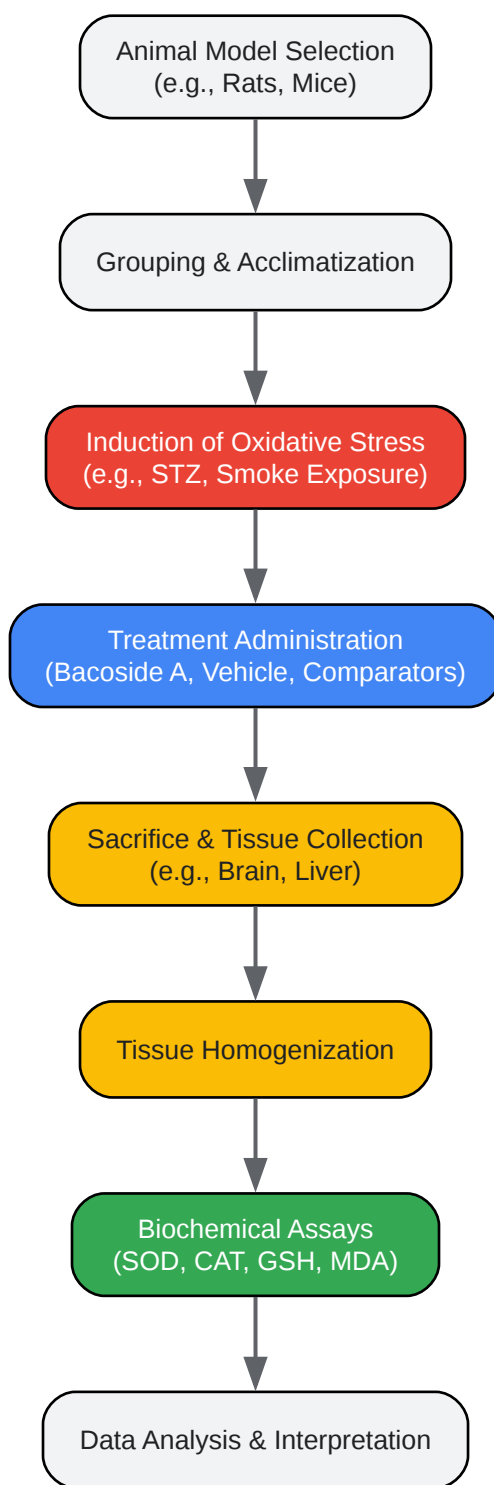 Animal Model Selection
(e.g., Rats, Mice)
Grouping & Acclimatization
Induction of Oxidative Stress
(e.g., STZ, Smoke Exposure)
Treatment Administration
(Bacoside A, Vehicle, Comparators)
Sacrifice & Tissue Collection
(e.g., Brain, Liver)
Tissue Homogenization
Biochemical Assays
(SOD, CAT, GSH, MDA)
Data Analysis & Interpretation